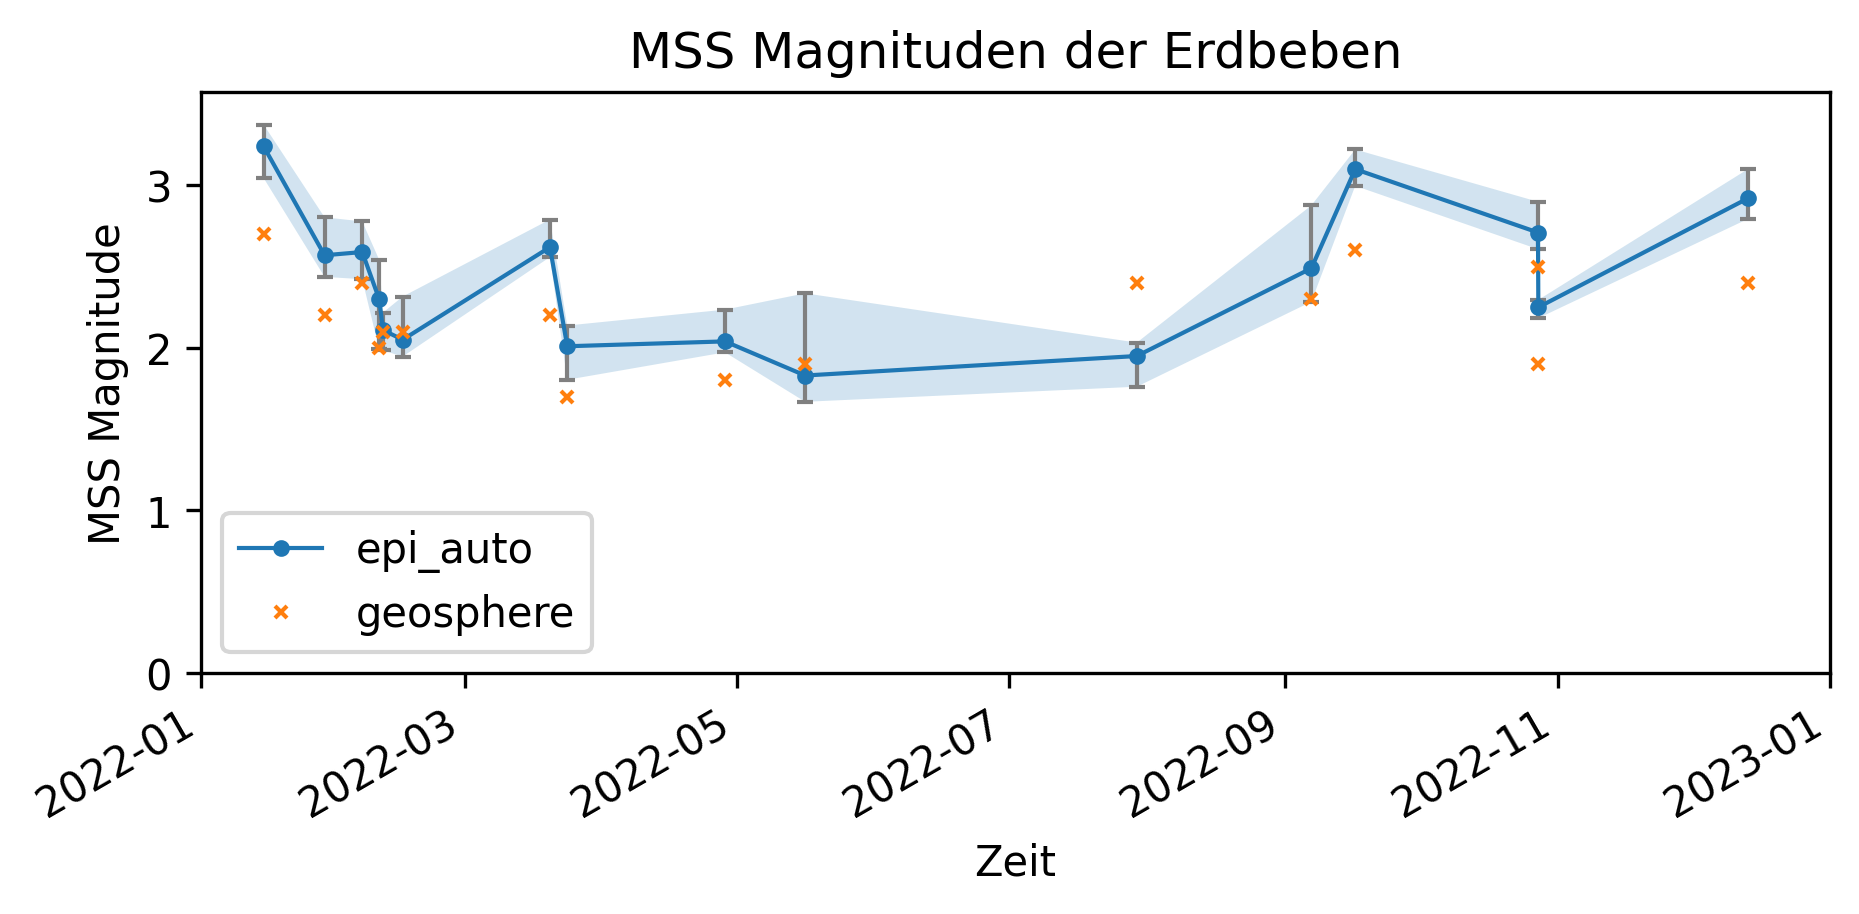 MSS Magnituden der Erdbeben
MSS Magnitude
3
2
1
0
epi_auto
geosphere
2022-01
2022-03
2022-05
2022-07
2022-09
2022-11
2023-01
Zeit